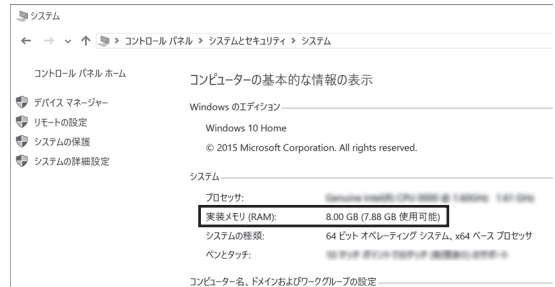 システム
コントロール パネル > システムとセキュリティ > システム
コントロール パネル ホーム
デバイス マネージャー
リモートの設定
システムの保護
システムの詳細設定
コンピューターの基本的な情報の表示
Windows のエディション
Windows 10 Home
© 2015 Microsoft Corporation. All rights reserved.
システム
プロセッサ:
実装メモリ (RAM): 8.00 GB (7.88 GB 使用可能)
システムの種類: 64 ビット オペレーティング システム、x64 ベース プロセッサ
ペンとタッチ:
コンピューター名、ドメインおよびワークグループの設定